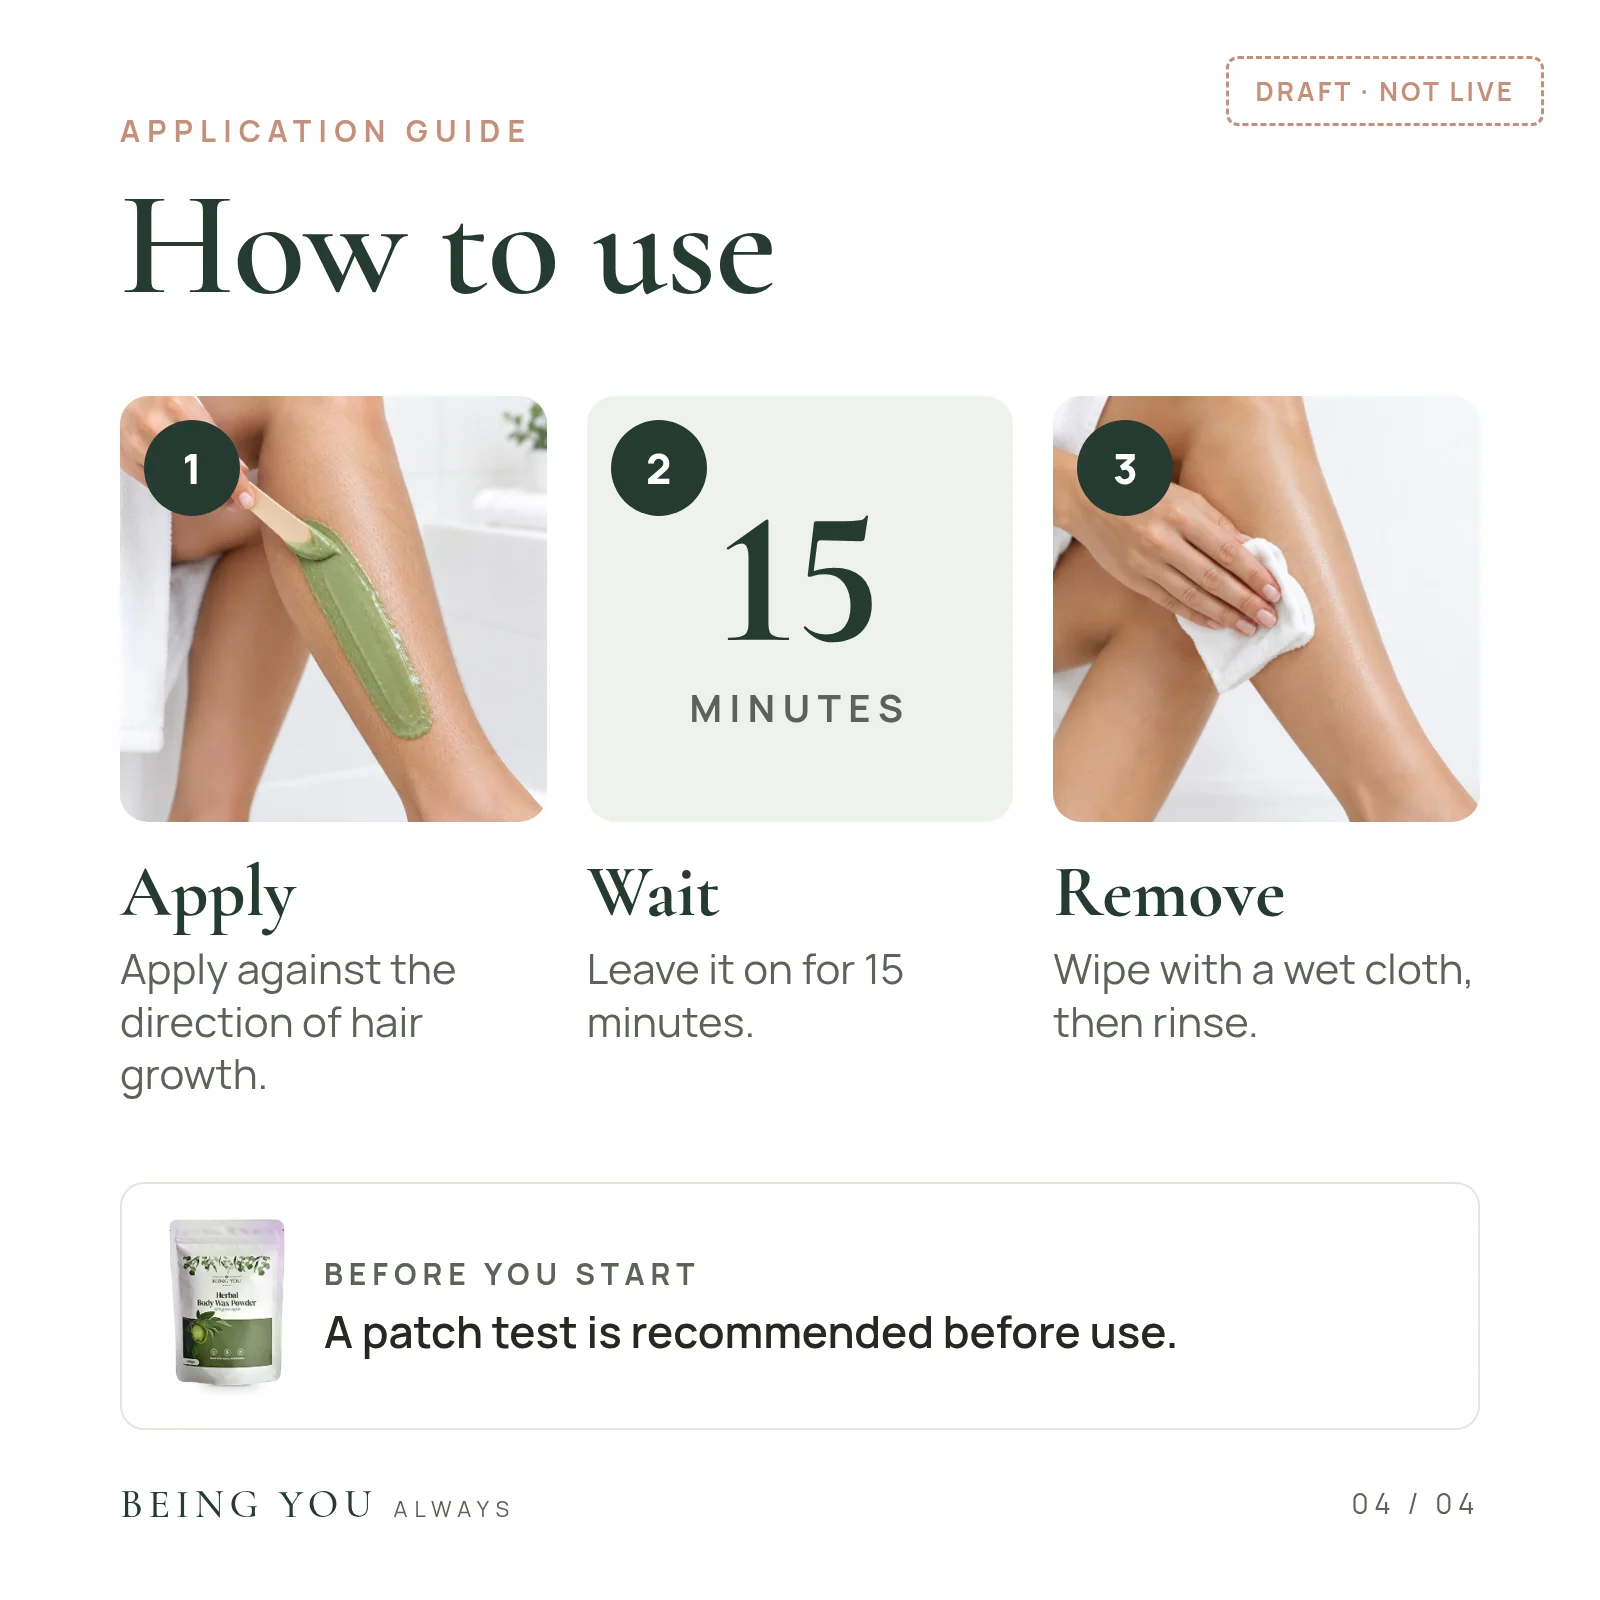 DRAFT · NOT LIVE
APPLICATION GUIDE
How to use
1
2
15
MINUTES
3
Apply
Apply against the
direction of hair
growth.
Wait
Leave it on for 15
minutes.
Remove
Wipe with a wet cloth,
then rinse.
BEING YOU
Herbal
Body Wax Powder
BEFORE YOU START
A patch test is recommended before use.
BEING YOU ALWAYS
04 / 04